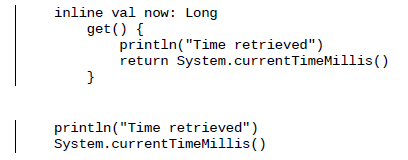 inline val now: Long
    get() {
        println("Time retrieved")
        return System.currentTimeMillis()
    }
println("Time retrieved")
System.currentTimeMillis()